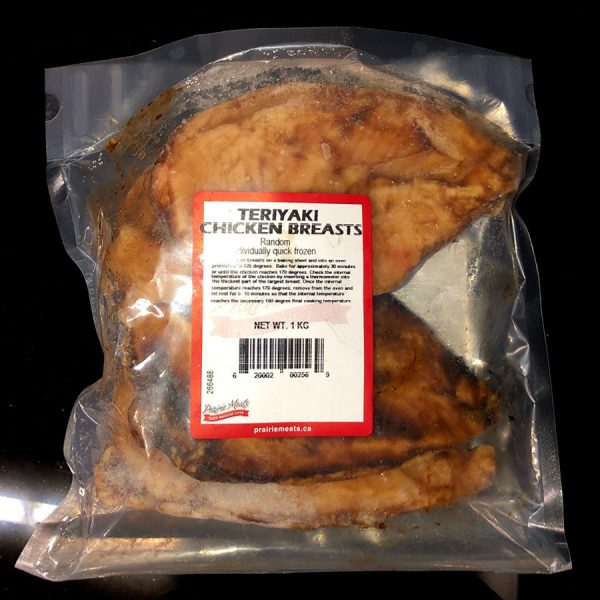 TERIYAKI
CHICKEN BREASTS
Random
dividually quick frozen
breasts on a baking sheet and into an oven
degrees. Bake for approximately 30 minutes
or until the chicken reaches 170 degrees. Check the internal
temperature of the chicken by inserting a thermometer into
the thickest part of the largest breast. Once the internal
temperature reaches 170 degrees, remove from the oven and
let rest for 5-10 minutes so that the internal temperature
reaches the necessary 180 degree final cooking temperature.
NET WT. 1 KG
6 20002 00256 5
266488
Prairie Meats
prairiemeats.ca